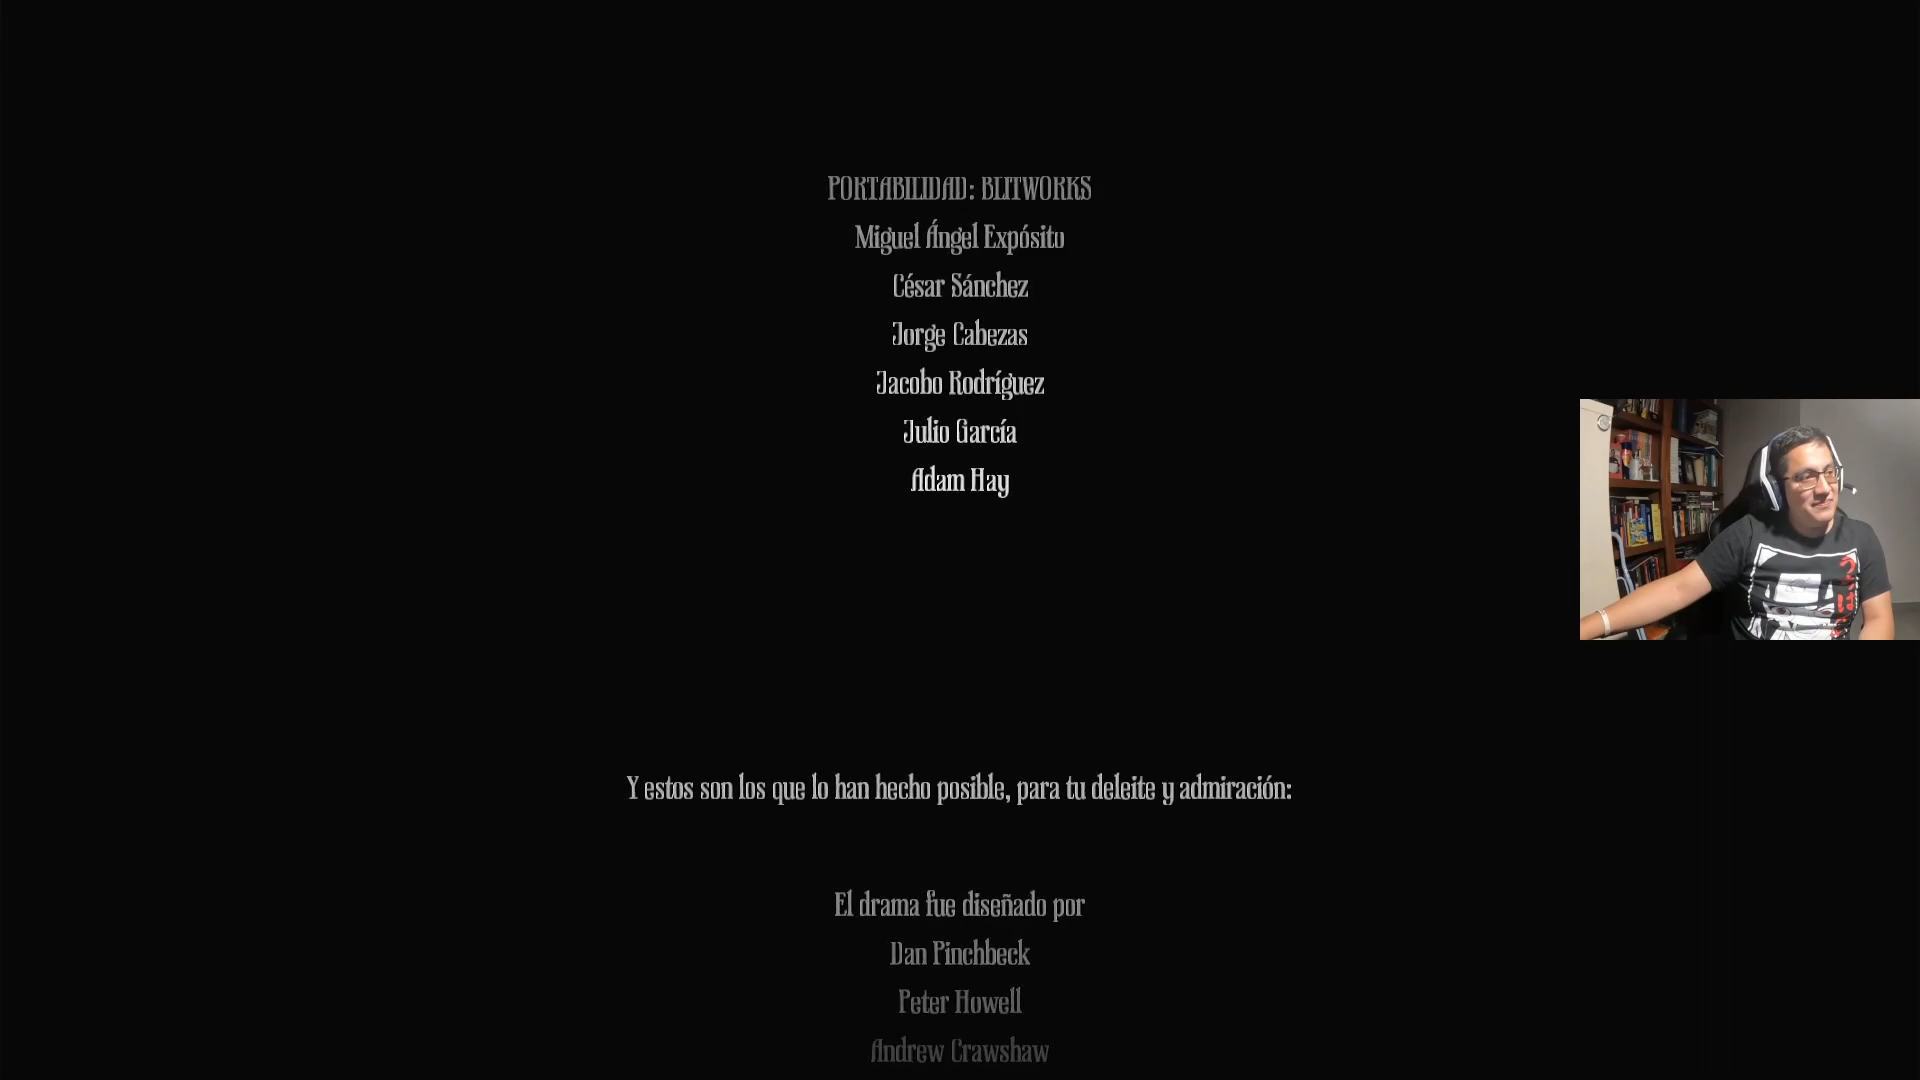 PORTABILIDAD: BLITWORKS
Miguel Ángel Expósito
César Sánchez
Jorge Cabezas
Jacobo Rodríguez
Julio García
Adam Hay
Y estos son los que lo han hecho posible, para tu deleite y admiración:
El drama fue diseñado por
Dan Pinchbeck
Peter Howell
Andrew Crawshaw